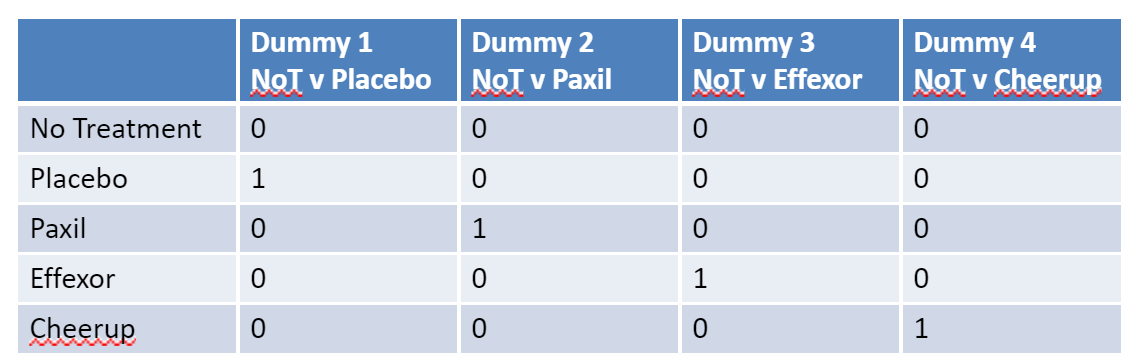 Dummy 1 Dummy 2 Dummy 3 Dummy 4
NoT v Placebo NoT v Paxil NoT v Effexor NoT v Cheerup
No Treatment 0 0 0 0
Placebo 1 0 0 0
Paxil 0 1 0 0
Effexor 0 0 1 0
Cheerup 0 0 0 1